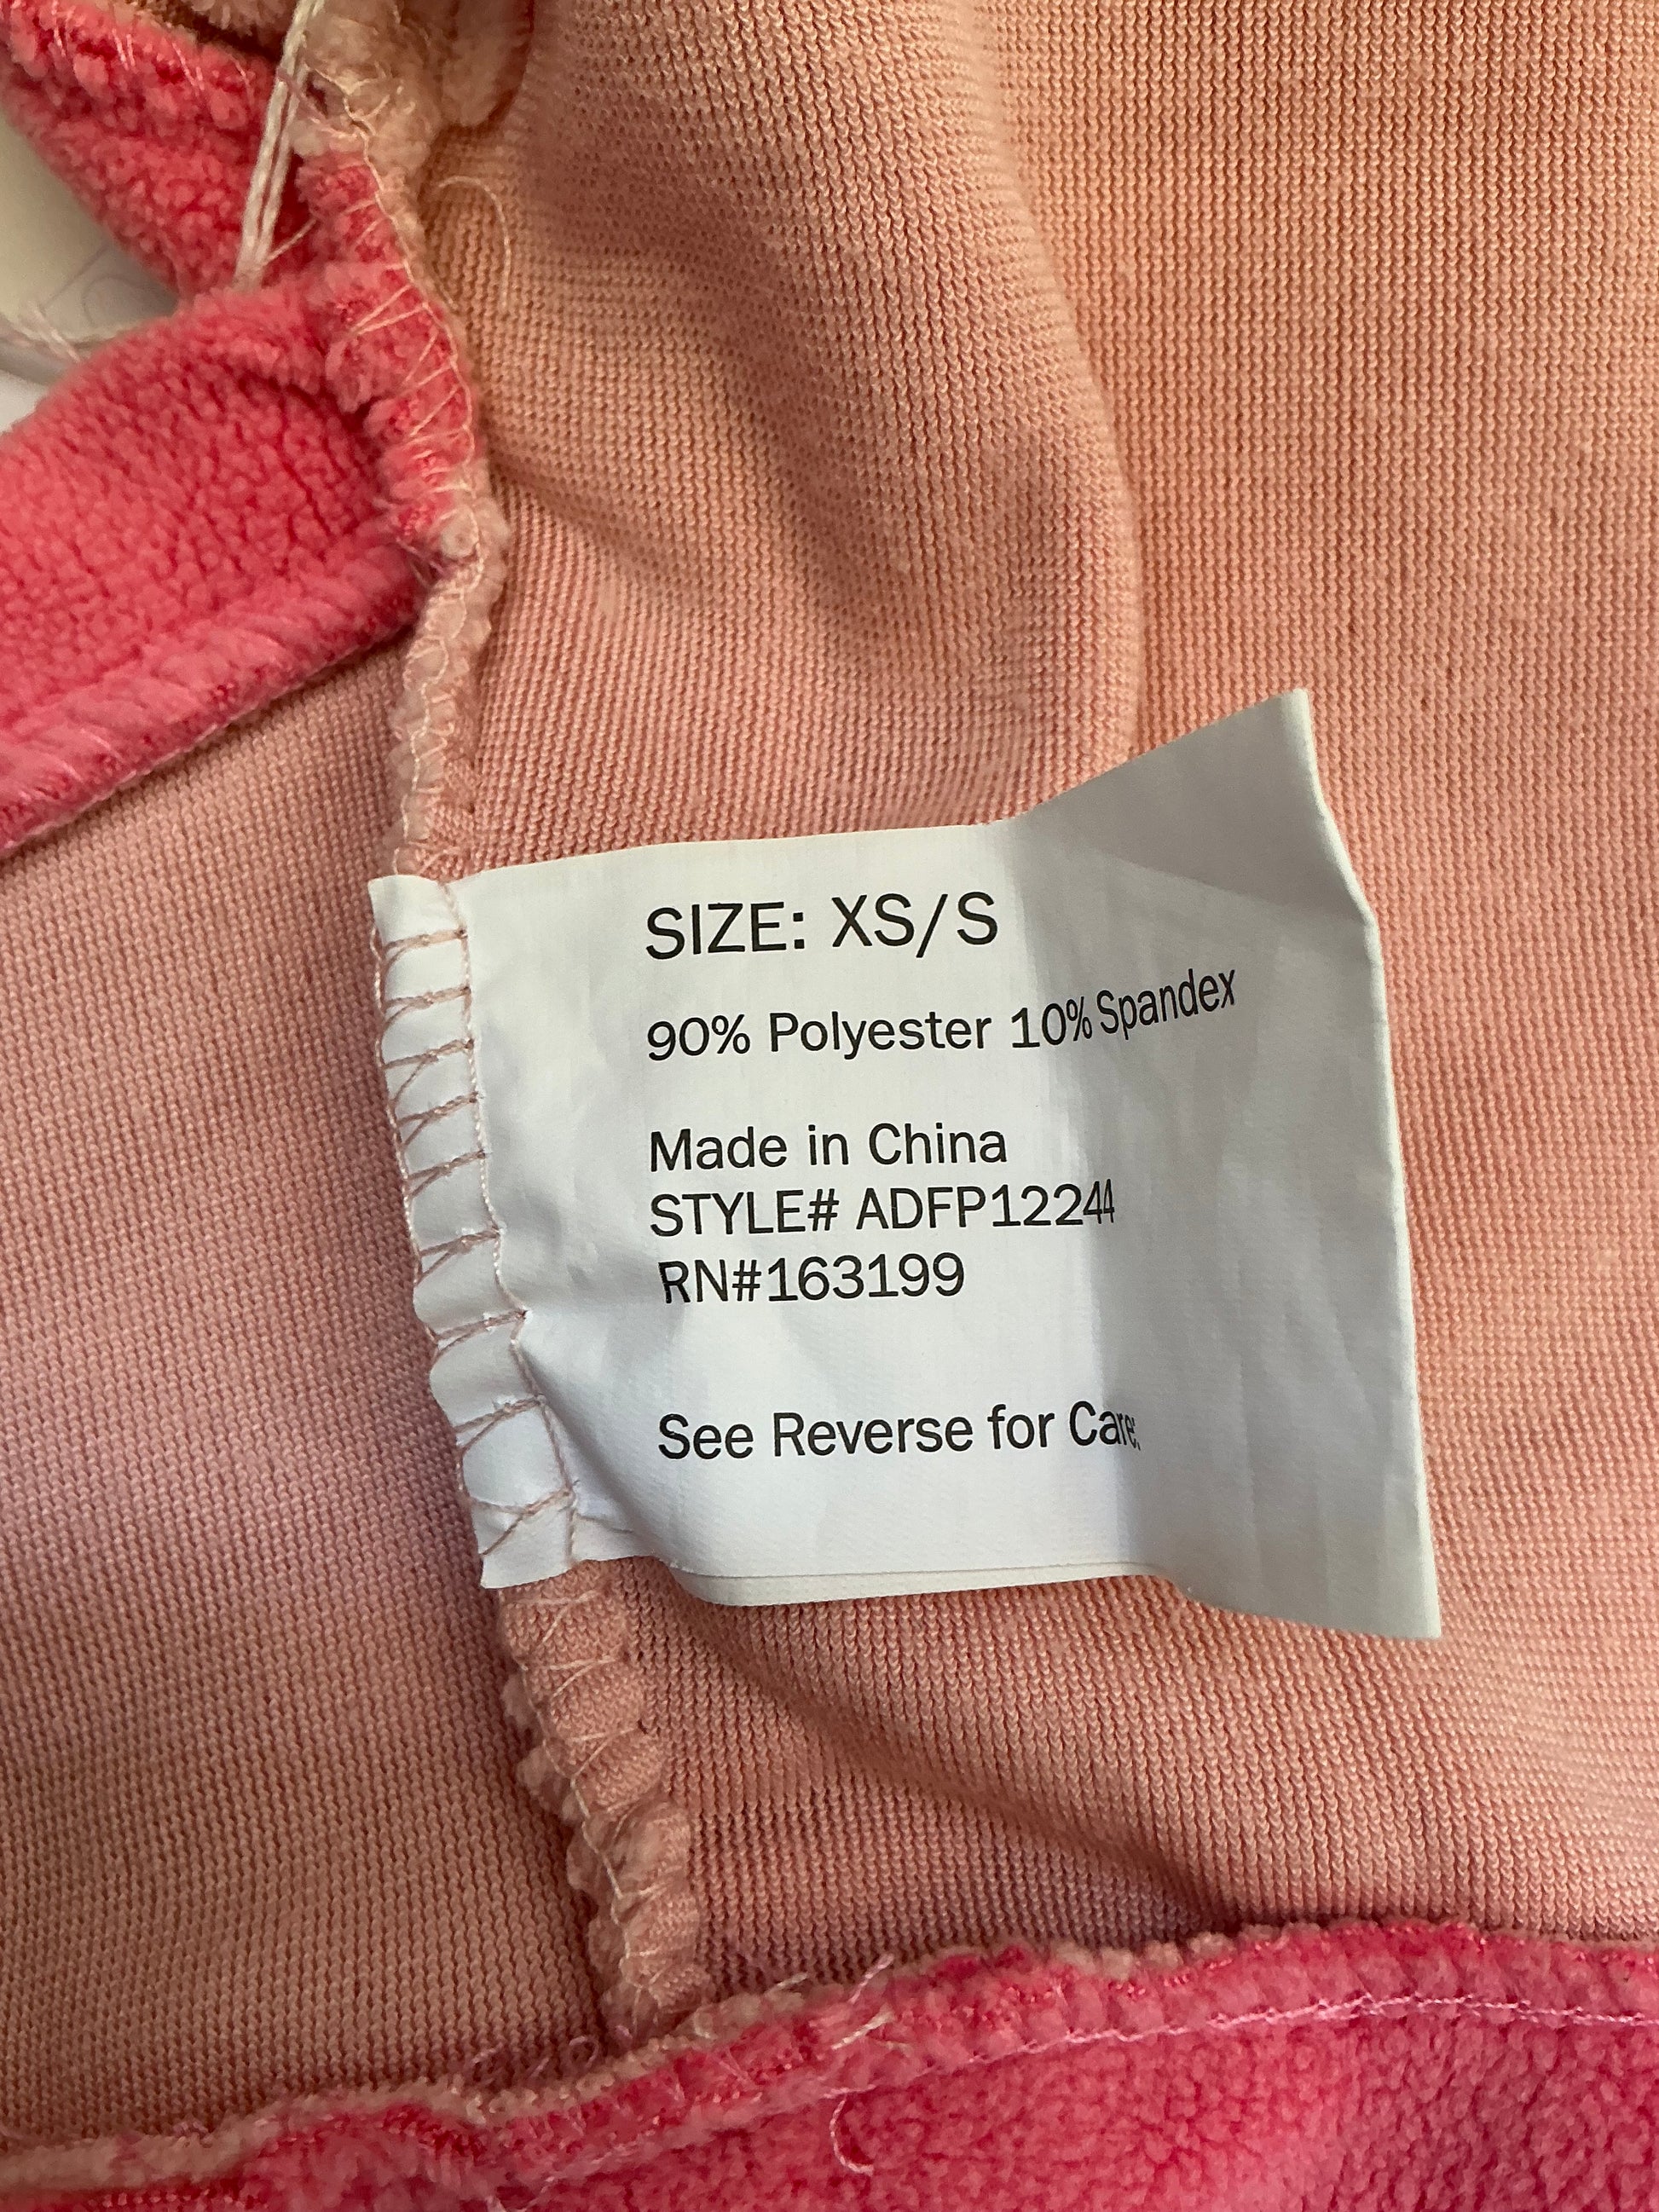 SIZE: XS/S
90% Polyester 10% Spandex
Made in China
STYLE# ADFP12244
RN#163199
See Reverse for Care